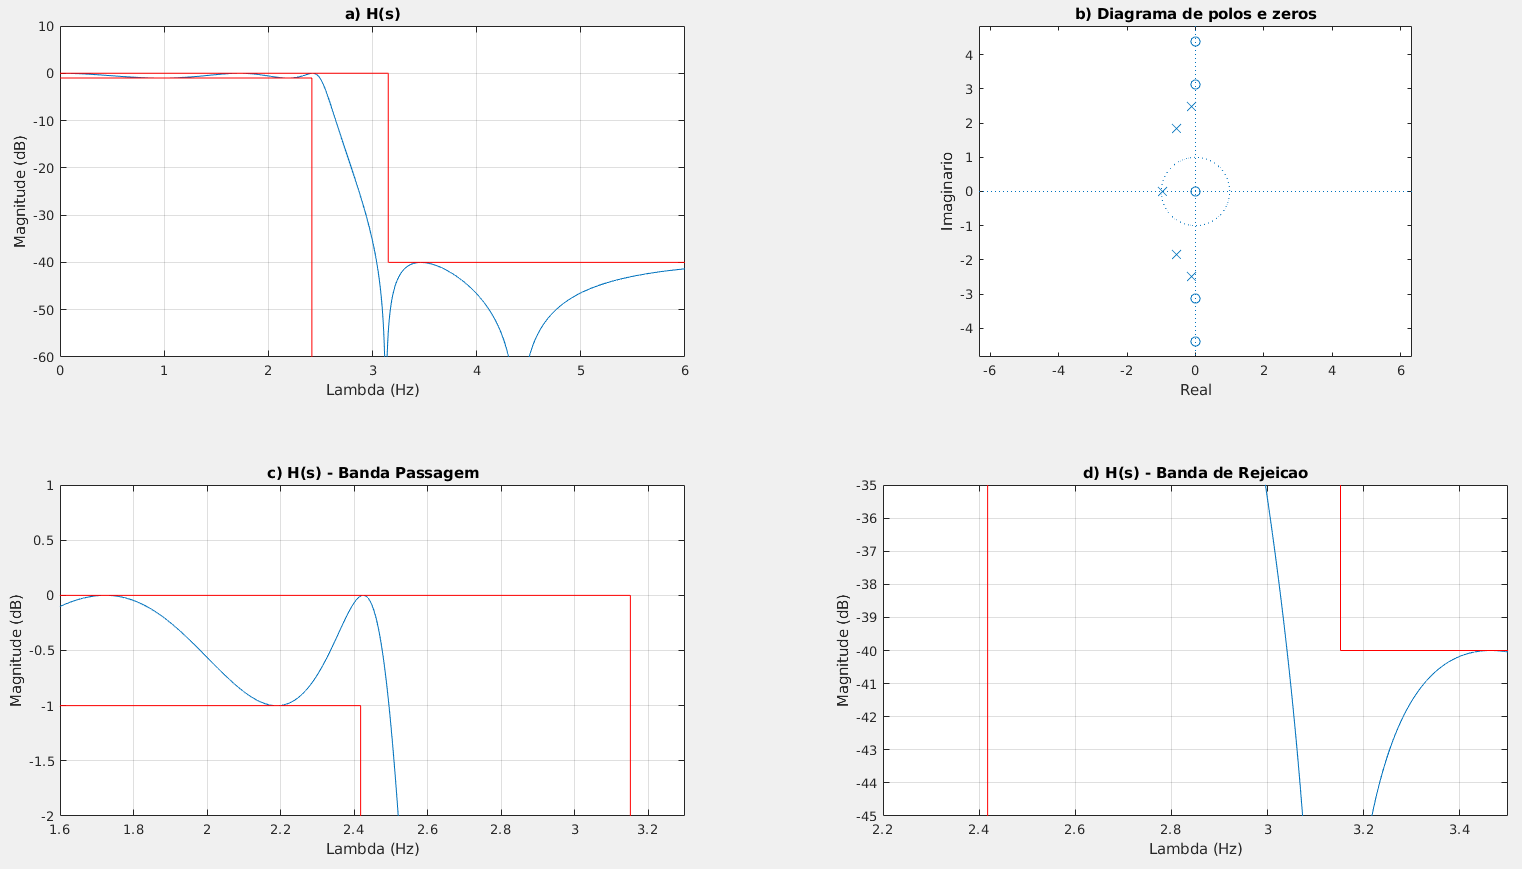 a) H(s)
10
0
-10
-20
-30
-40
-50
-60
Magnitude (dB)
0 1 2 3 4 5 6
Lambda (Hz)
b) Diagrama de polos e zeros
4
3
2
1
0
-1
-2
-3
-4
Imaginario
-6 -4 -2 0 2 4 6
Real
c) H(s) - Banda Passagem
1
0.5
0
-0.5
-1
-1.5
-2
Magnitude (dB)
1.6 1.8 2 2.2 2.4 2.6 2.8 3 3.2
Lambda (Hz)
d) H(s) - Banda de Rejeicao
-35
-36
-37
-38
-39
-40
-41
-42
-43
-44
-45
Magnitude (dB)
2.2 2.4 2.6 2.8 3 3.2 3.4
Lambda (Hz)